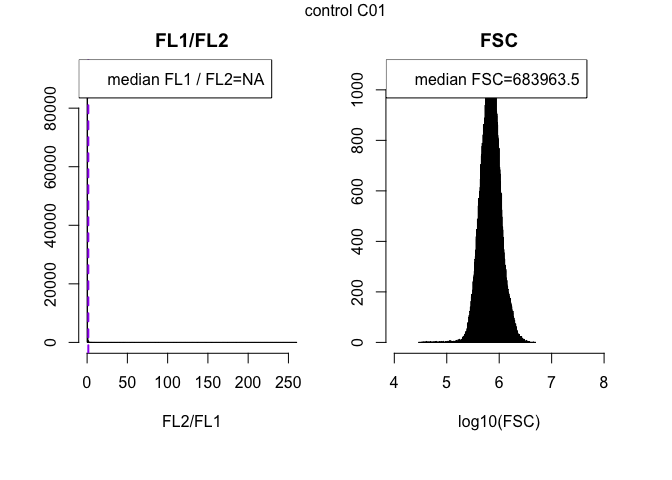 control C01
FL1/FL2
median FL1 / FL2=NA
80000
60000
40000
20000
0
0 50 100 150 200 250
FL2/FL1
FSC
median FSC=683963.5
1000
800
600
400
200
0
4 5 6 7 8
log10(FSC)